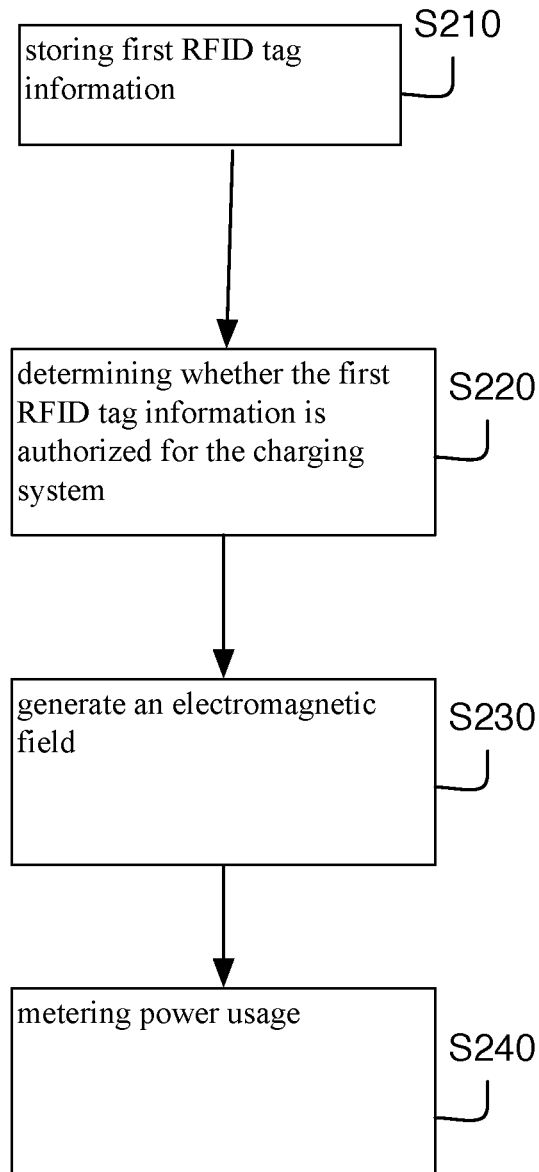 S210
storing first RFID tag
information
S220
determining whether the first
RFID tag information is
authorized for the charging
system
S230
generate an electromagnetic
field
S240
metering power usage